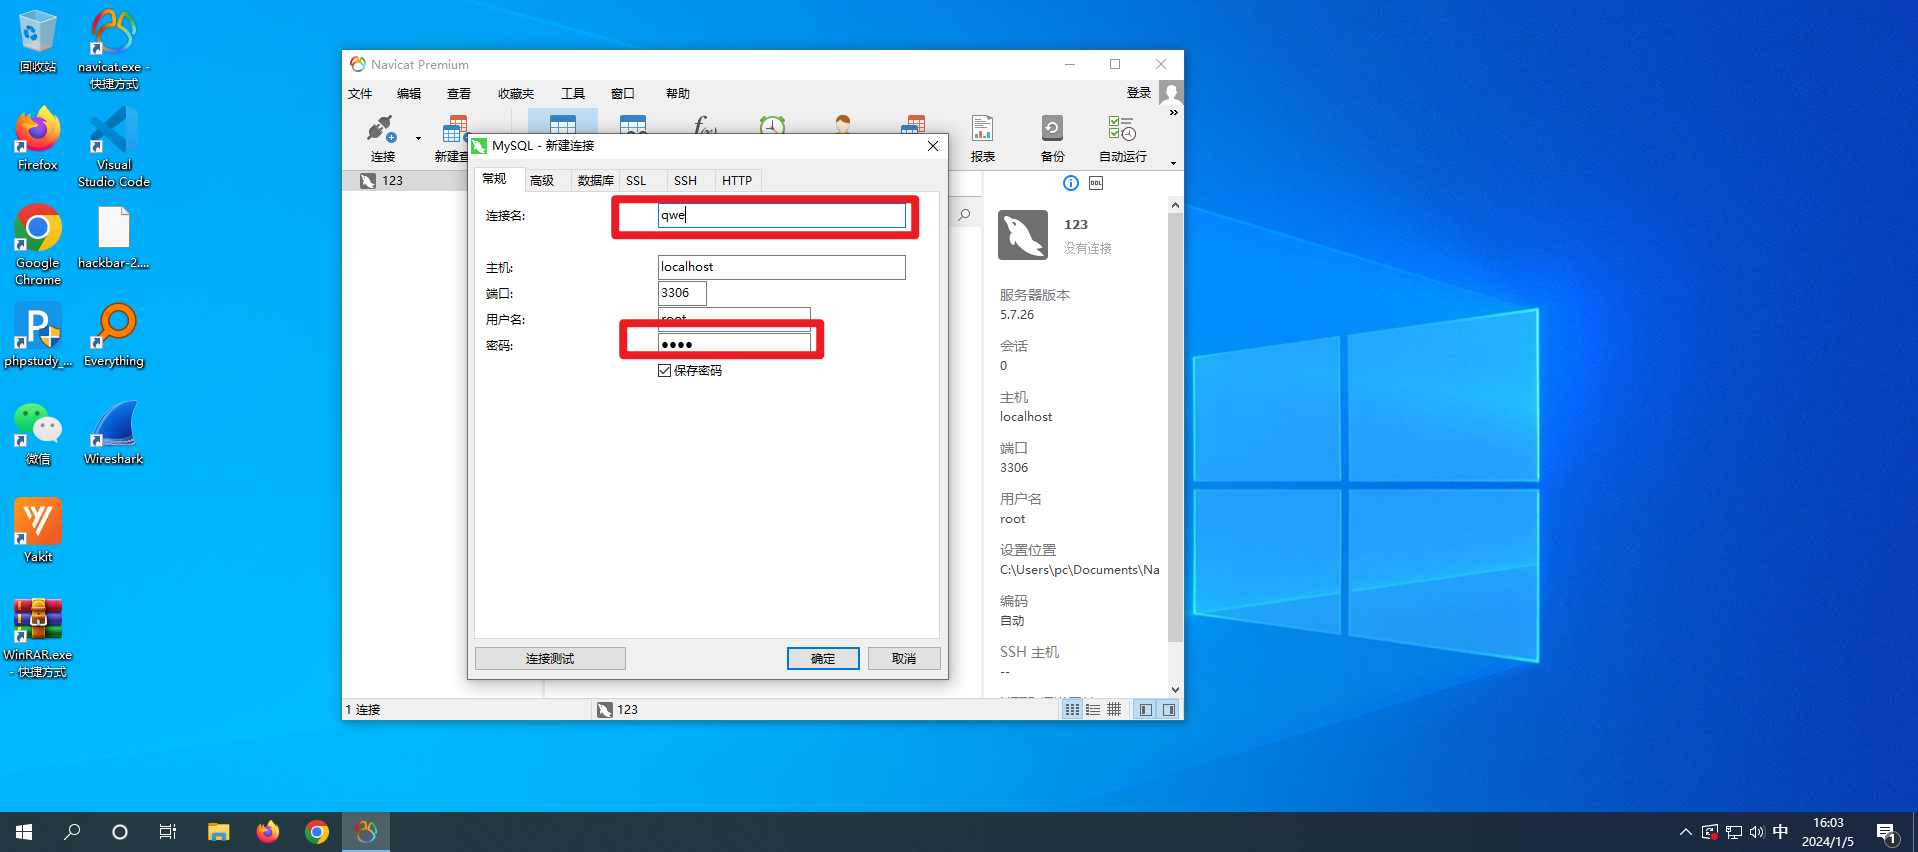 回收站
navicat.exe -
快捷方式
Firefox
Visual
Studio Code
Google
Chrome
hackbar-2....
phpstudy_...
Everything
微信
Wireshark
Yakit
WinRAR.exe
- 快捷方式
Navicat Premium
文件 编辑 查看 收藏夹 工具 窗口 帮助
登录
连接
新建查
报表
备份
自动运行
123
MySQL - 新建连接
常规 高级 数据库 SSL SSH HTTP
连接名: qwe
主机: localhost
端口: 3306
用户名: root
密码: ●●●●
保存密码
连接测试
确定
取消
123
没有连接
服务器版本
5.7.26
会话
0
主机
localhost
端口
3306
用户名
root
设置位置
C:\Users\pc\Documents\Na
编码
自动
SSH 主机
--
1 连接
123
中
16:03
2024/1/5
1